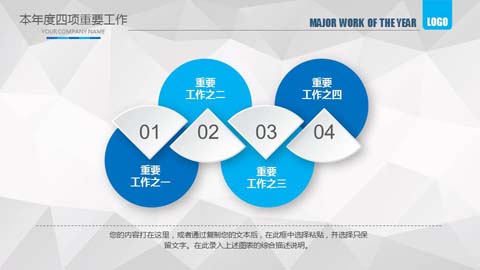 本年度四项重要工作
YOUR COMPANY NAME
MAJOR WORK OF THE YEAR
LOGO
重要
工作之二
重要
工作之四
01
02
03
04
重要
工作之一
重要
工作之三
您的内容打在这里，或者通过复制您的文本后，在此框中选择粘贴，并选择只保
留文字。在此录入上述图表的综合描述说明。